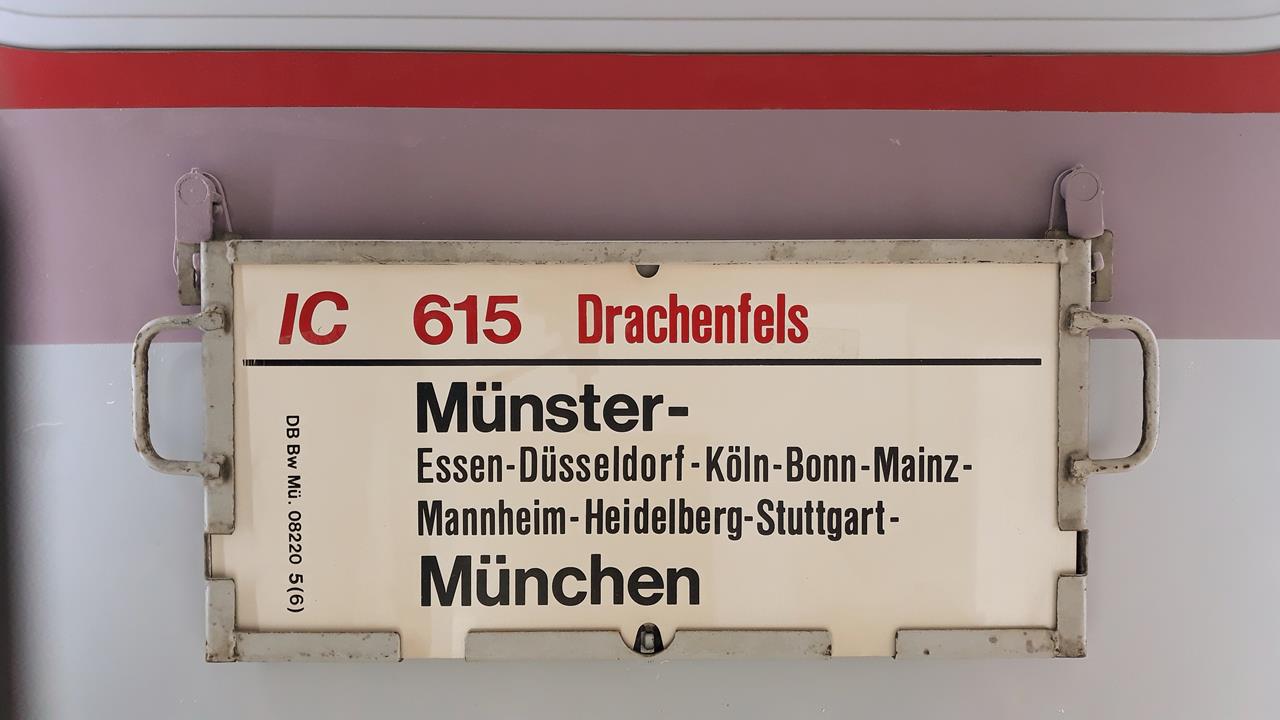 IC 615 Drachenfels
Münster-
Essen-Düsseldorf-Köln-Bonn-Mainz-
Mannheim-Heidelberg-Stuttgart-
München
DB Bw Mü. 08220 5(6)